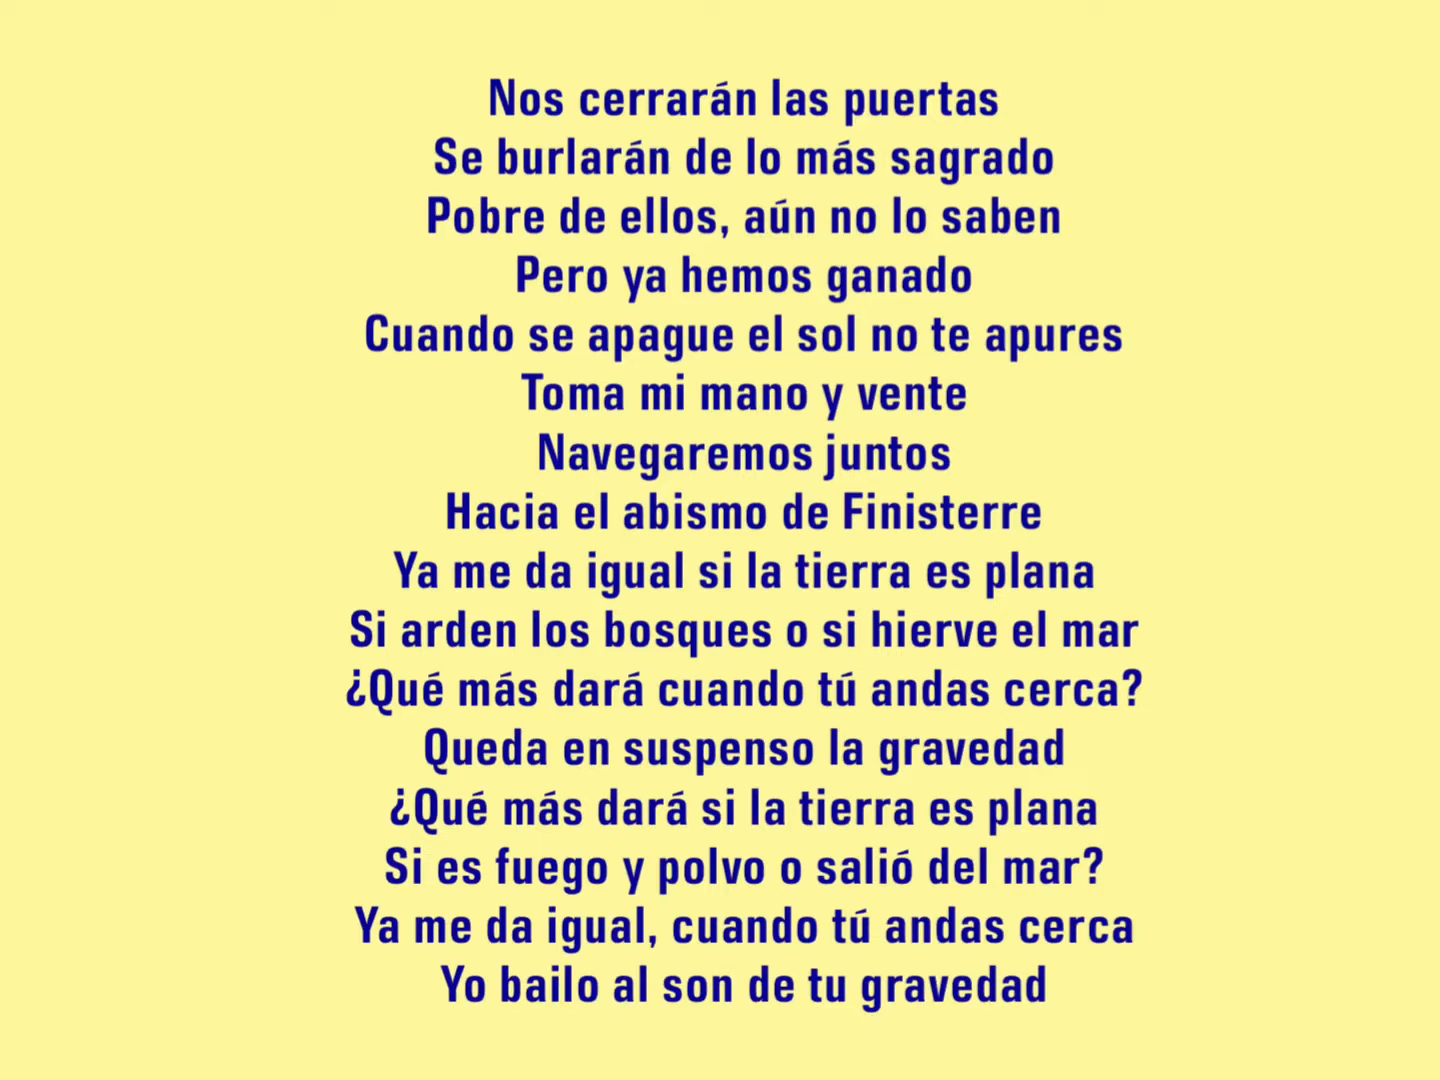 Nos cerrarán las puertas
Se burlarán de lo más sagrado
Pobre de ellos, aún no lo saben
Pero ya hemos ganado
Cuando se apague el sol no te apures
Toma mi mano y vente
Navegaremos juntos
Hacia el abismo de Finisterre
Ya me da igual si la tierra es plana
Si arden los bosques o si hierve el mar
¿Qué más dará cuando tú andas cerca?
Queda en suspenso la gravedad
¿Qué más dará si la tierra es plana
Si es fuego y polvo o salió del mar?
Ya me da igual, cuando tú andas cerca
Yo bailo al son de tu gravedad